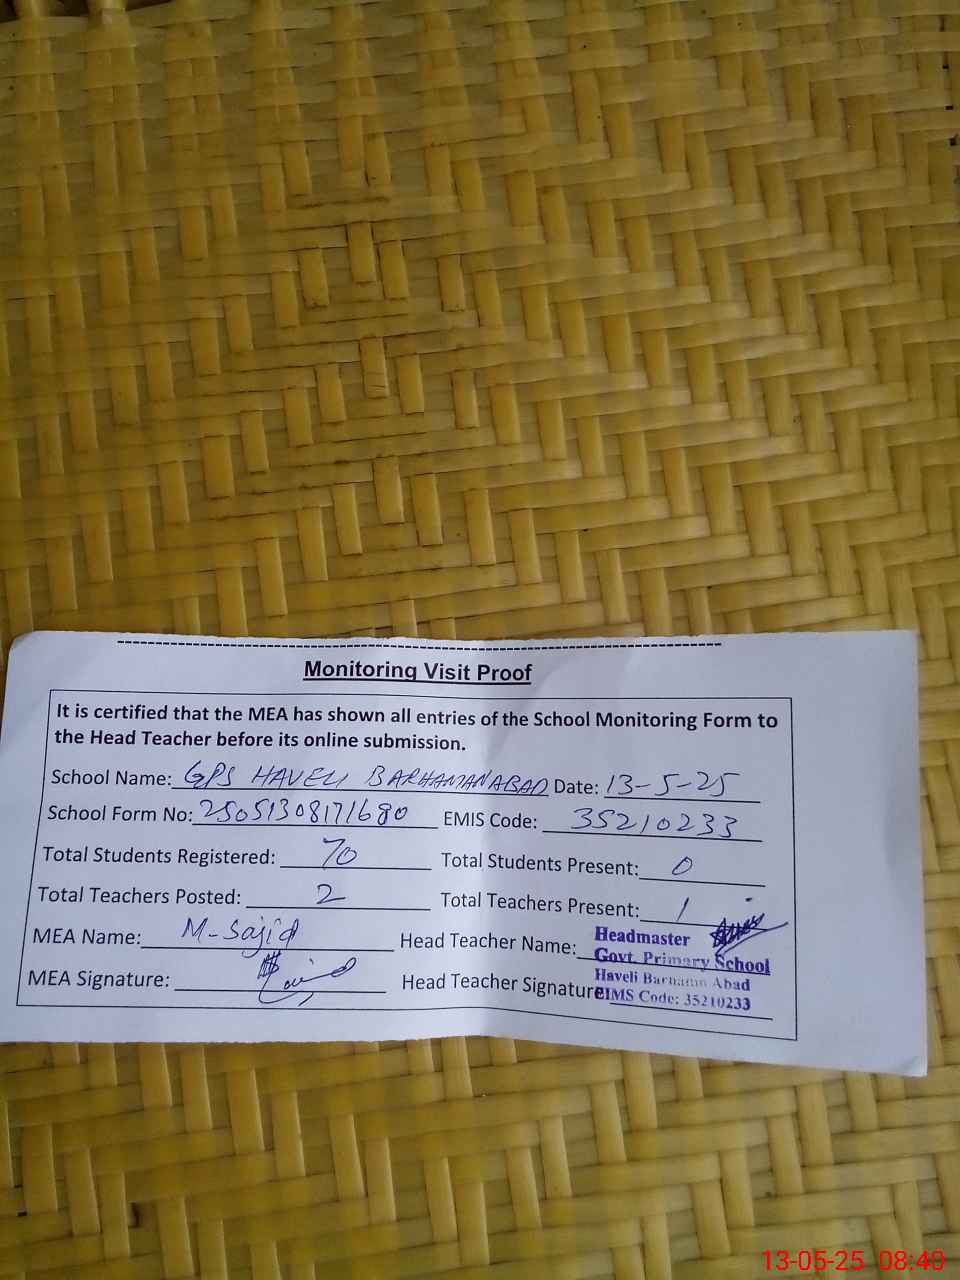 Monitoring Visit Proof
It is certified that the MEA has shown all entries of the School Monitoring Form to
the Head Teacher before its online submission.
School Name: GPS HAVELI BARHAMANABAD Date: 13-5-25
School Form No: 25051308171680 EMIS Code: 35210233
Total Students Registered: 70 Total Students Present: 0
Total Teachers Posted: 2 Total Teachers Present: 1
MEA Name: M-Sajid Head Teacher Name:
Headmaster
Govt. Primary School
Haveli Barhamn Abad
MEA Signature: Head Teacher Signature:
EIMS Code: 35210233
13-05-25 08:40